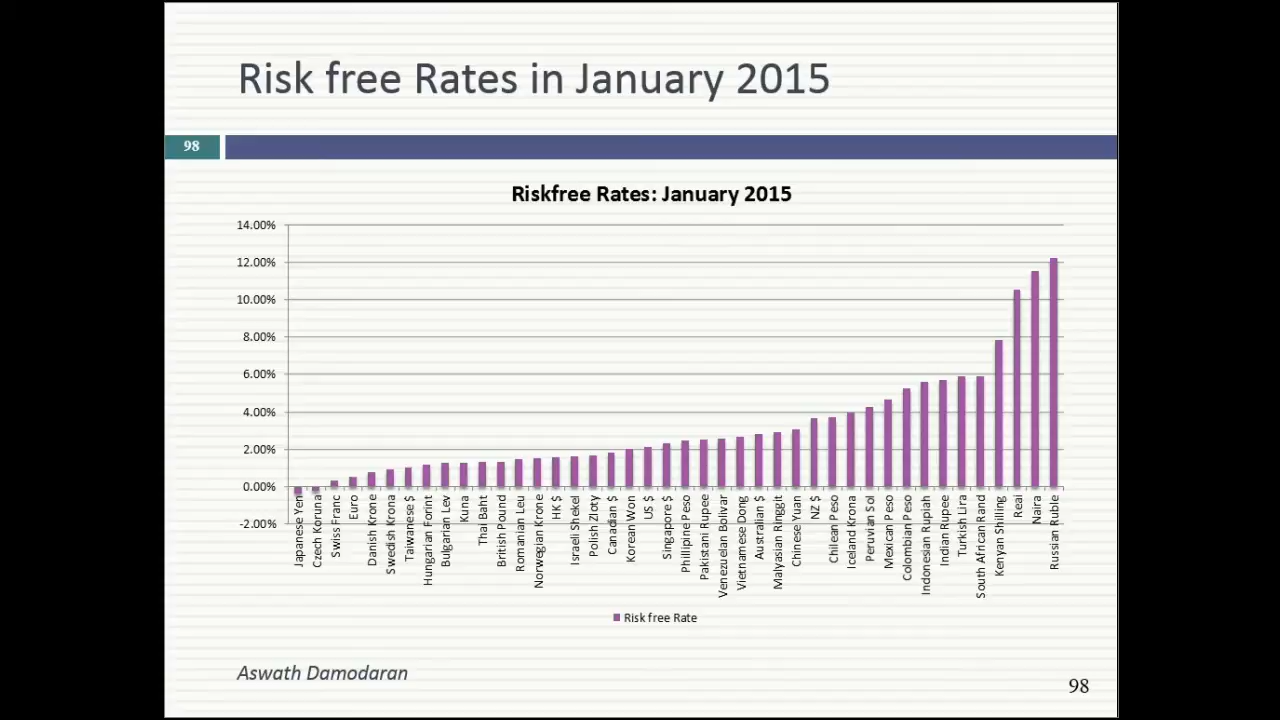 Risk free Rates in January 2015
98
Riskfree Rates: January 2015
14.00%
12.00%
10.00%
8.00%
6.00%
4.00%
2.00%
0.00%
-2.00%
Japanese Yen
Czech Koruna
Swiss Franc
Euro
Danish Krone
Swedish Krona
Taiwanese $
Hungarian Forint
Bulgarian Lev
Kuna
Thai Baht
British Pound
Romanian Leu
Norwegian Krone
HK $
Israeli Shekel
Polish Zloty
Canadian $
Korean Won
US $
Singapore $
Phillipine Peso
Pakistani Rupee
Venezuelan Bolivar
Vietnamese Dong
Australian $
Malyasian Ringgit
Chinese Yuan
NZ $
Chilean Peso
Iceland Krona
Peruvian Sol
Mexican Peso
Colombian Peso
Indonesian Rupiah
Indian Rupee
Turkish Lira
South African Rand
Kenyan Shilling
Real
Naira
Russian Ruble
Risk free Rate
Aswath Damodaran
98